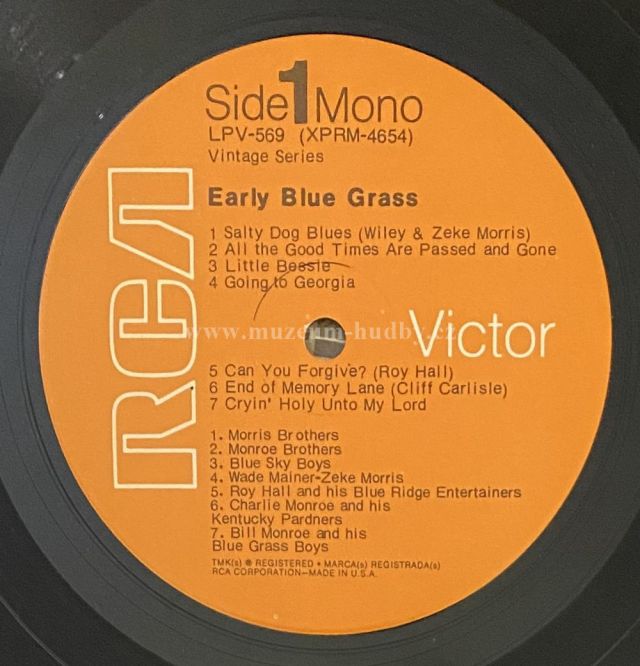 Side 1 Mono
LPV-569 (XPRM-4654)
Vintage Series
Early Blue Grass
1 Salty Dog Blues (Wiley & Zeke Morris)
2 All the Good Times Are Passed and Gone
3 Little Bessie
4 Going to Georgia
RCA
Victor
www.muzeum-hudby.cz
5 Can You Forgive? (Roy Hall)
6 End of Memory Lane (Cliff Carlisle)
7 Cryin' Holy Unto My Lord
1. Morris Brothers
2. Monroe Brothers
3. Blue Sky Boys
4. Wade Mainer-Zeke Morris
5. Roy Hall and his Blue Ridge Entertainers
6. Charlie Monroe and his
Kentucky Pardners
7. Bill Monroe and his
Blue Grass Boys
TMK(s) ® REGISTERED • MARCA(s) REGISTRADA(s)
RCA CORPORATION—MADE IN U.S.A.